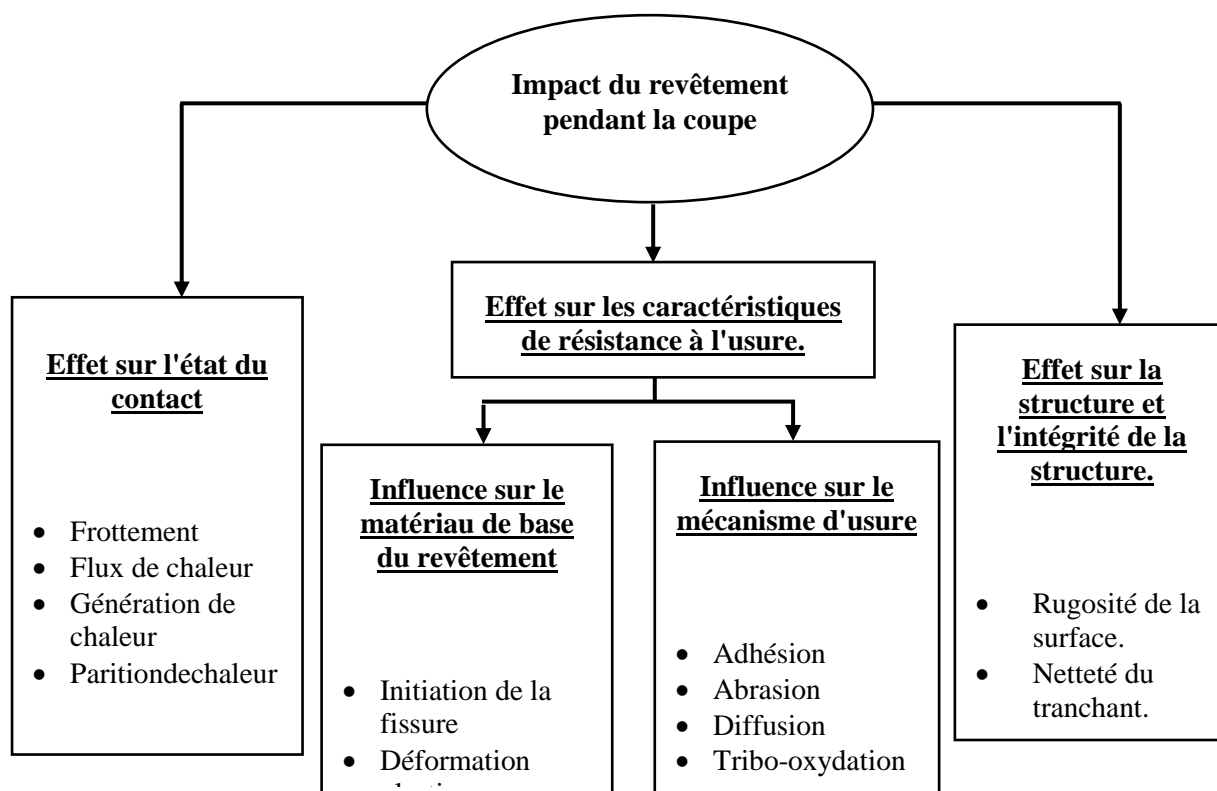 Impact du revêtement
pendant la coupe
Effet sur l'état du
contact
• Frottement
• Flux de chaleur
• Génération de
chaleur
• Paritiondechaleur
Effet sur les caractéristiques
de résistance à l'usure.
Influence sur le
matériau de base
du revêtement
• Initiation de la
fissure
• Déformation
Influence sur le
mécanisme d'usure
• Adhésion
• Abrasion
• Diffusion
• Tribo-oxydation
Effet sur la
structure et
l'intégrité de la
structure.
• Rugosité de la
surface.
• Netteté du
tranchant.